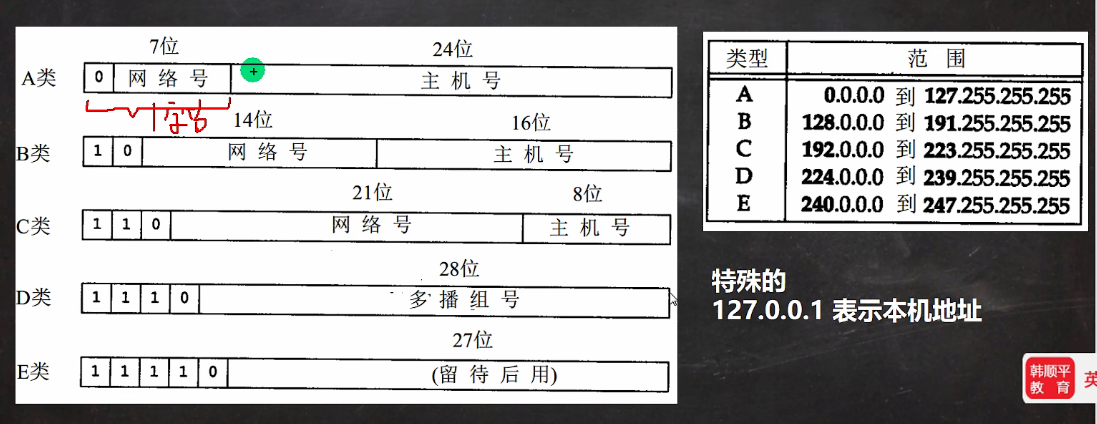 7位 24位
A类 0 网络号 主机号
14位 16位
B类 1 0 网络号 主机号
21位 8位
C类 1 1 0 网络号 主机号
28位
D类 1 1 1 0 多播组号
27位
E类 1 1 1 1 0 (留待后用)
类型 范围
A 0.0.0.0 到 127.255.255.255
B 128.0.0.0 到 191.255.255.255
C 192.0.0.0 到 223.255.255.255
D 224.0.0.0 到 239.255.255.255
E 240.0.0.0 到 247.255.255.255
特殊的
127.0.0.1 表示本机地址
韩顺平
教育
英